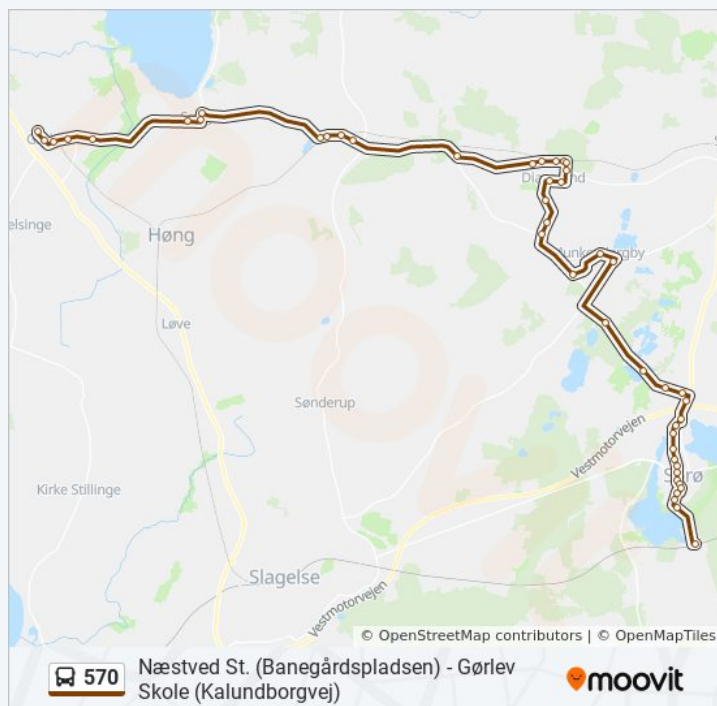 Høng
elsinge
Løve
Sønderup
Kirke Stillinge
Slagelse
Vestmotorvejen
Vestmotorvejen
© OpenStreetMap contributors | © OpenMapTiles
570
Næstved St. (Banegårdspladsen) - Gørlev
Skole (Kalundborgvej)
moovit